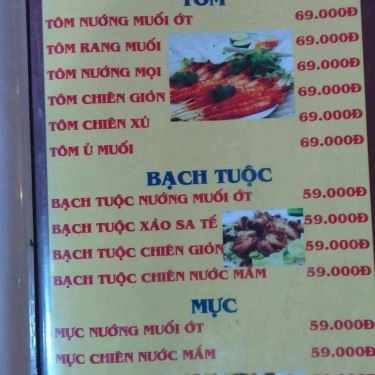 TÔM
TÔM NƯỚNG MUỐI ỚT 69.000Đ
TÔM RANG MUỐI 69.000Đ
TÔM NƯỚNG MỌI 69.000Đ
TÔM CHIÊN GIÒN 69.000Đ
TÔM CHIÊN XÙ 69.000Đ
TÔM Ủ MUỐI 69.000Đ
BẠCH TUỘC
BẠCH TUỘC NƯỚNG MUỐI ỚT 59.000Đ
BẠCH TUỘC XẢO SA TẾ 59.000Đ
BẠCH TUỘC CHIÊN GIÒN 59.000Đ
BẠCH TUỘC CHIÊN NƯỚC MẮM 59.000Đ
MỰC
MỰC NƯỚNG MUỐI ỚT 59.000Đ
MỰC CHIÊN NƯỚC MẮM 59.000Đ